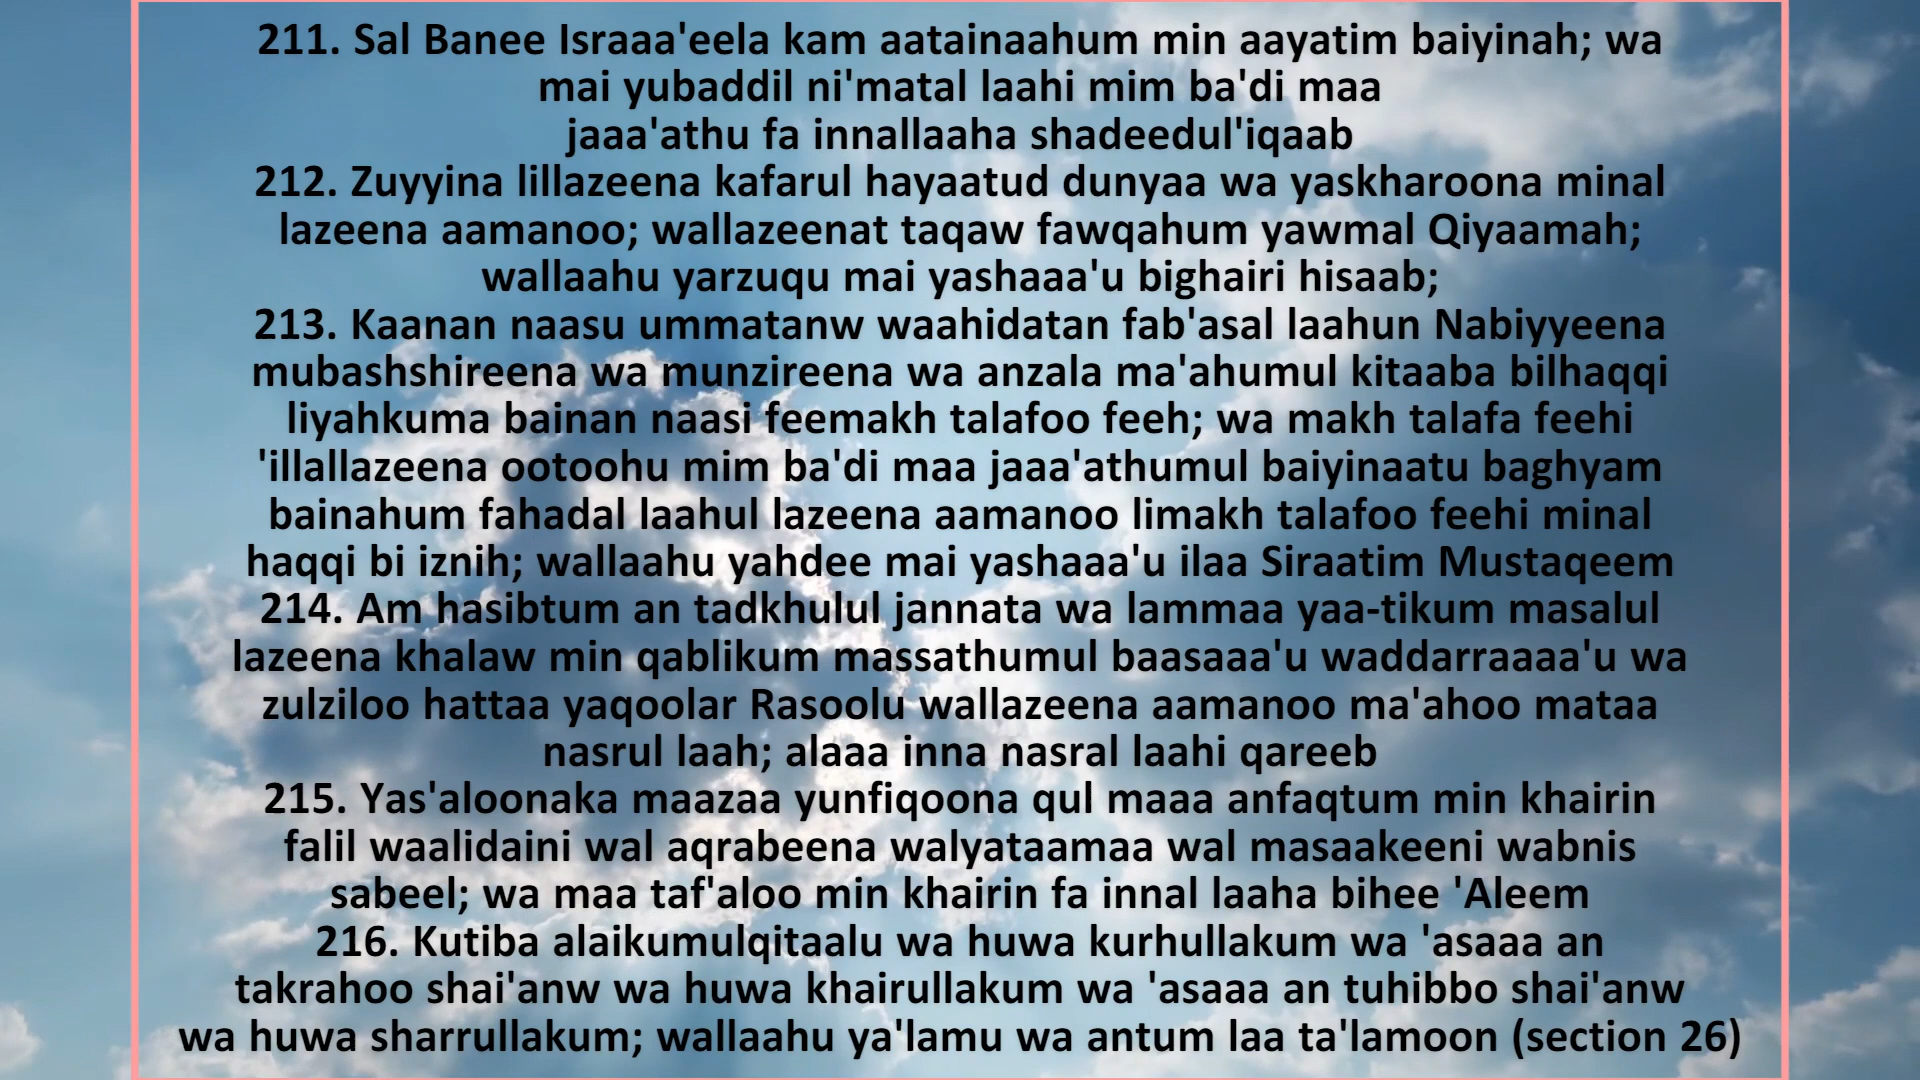 211. Sal Banee Israaa'eela kam aatainaahum min aayatim baiyinah; wa
mai yubaddil ni'matal laahi mim ba'di maa
jaaa'athu fa innallaaha shadeedul'iqaab
212. Zuyyina lillazeena kafarul hayaatud dunyaa wa yaskharoona minal
lazeena aamanoo; wallazeenat taqaw fawqahum yawmal Qiyaamah;
wallaahu yarzuqu mai yashaaa'u bighairi hisaab;
213. Kaanan naasu ummatanw waahidatan fab'asal laahun Nabiyyeena
mubashshireena wa munzireena wa anzala ma'ahumul kitaaba bilhaqqi
liyahkuma bainan naasi feemakh talafoo feeh; wa makh talafa feehi
'illallazeena ootoohu mim ba'di maa jaaa'athumul baiyinaatu baghyam
bainahum fahadal laahul lazeena aamanoo limakh talafoo feehi minal
haqqi bi iznih; wallaahu yahdee mai yashaaa'u ilaa Siraatim Mustaqeem
214. Am hasibtum an tadkhulul jannata wa lammaa yaa-tikum masalul
lazeena khalaw min qablikum massathumul baasaaa'u waddarraaaa'u wa
zulziloo hattaa yaqoolar Rasoolu wallazeena aamanoo ma'ahoo mataa
nasrul laah; alaaa inna nasral laahi qareeb
215. Yas'aloonaka maazaa yunfiqoona qul maaa anfaqtum min khairin
falil waalidaini wal aqrabeena walyataamaa wal masaakeeni wabnis
sabeel; wa maa taf'aloo min khairin fa innal laaha bihee 'Aleem
216. Kutiba alaikumulqitaalu wa huwa kurhullakum wa 'asaaa an
takrahoo shai'anw wa huwa khairullakum wa 'asaaa an tuhibbo shai'anw
wa huwa sharrullakum; wallaahu ya'lamu wa antum laa ta'lamoon (section 26)